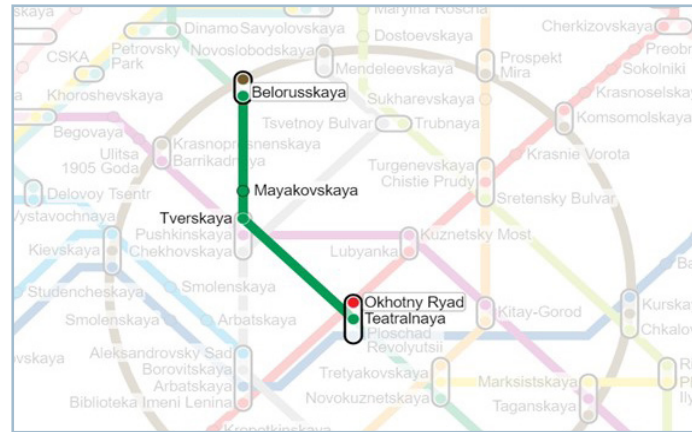 Maryina Roscha
Dinamo
Savyolovskaya
Dostoevskaya
Cherkizovskaya
CSKA
Petrovsky
Park
Novoslobodskaya
Mendeleevskaya
Prospekt
Mira
Sokolniki
Khoroshevskaya
Belorusskaya
Sukharevskaya
Krasnoselskaya
Begovaya
Tsvetnoy Bulvar
Trubnaya
Komsomolskaya
Ulitsa
1905 Goda
Krasnopresnenskaya
Barrikadnaya
Krasnie Vorota
Turgenevskaya
Chistie Prudy
Delovoy Tsentr
Mayakovskaya
Sretensky Bulvar
Vystavochnaya
Tverskaya
Pushkinskaya
Chekhovskaya
Kuznetsky Most
Kievskaya
Lubyanka
Studencheskaya
Smolenskaya
Okhotny Ryad
Teatralnaya
Smolenskaya
Arbatskaya
Ploschad
Revolyutsii
Kitay-Gorod
Kurska
Chkalov
Aleksandrovsky Sad
Borovitskaya
Arbatskaya
Biblioteka Imeni Lenina
Tretyakovskaya
Novokuznetskaya
Marksistskaya
Taganskaya
Kropotkinskaya